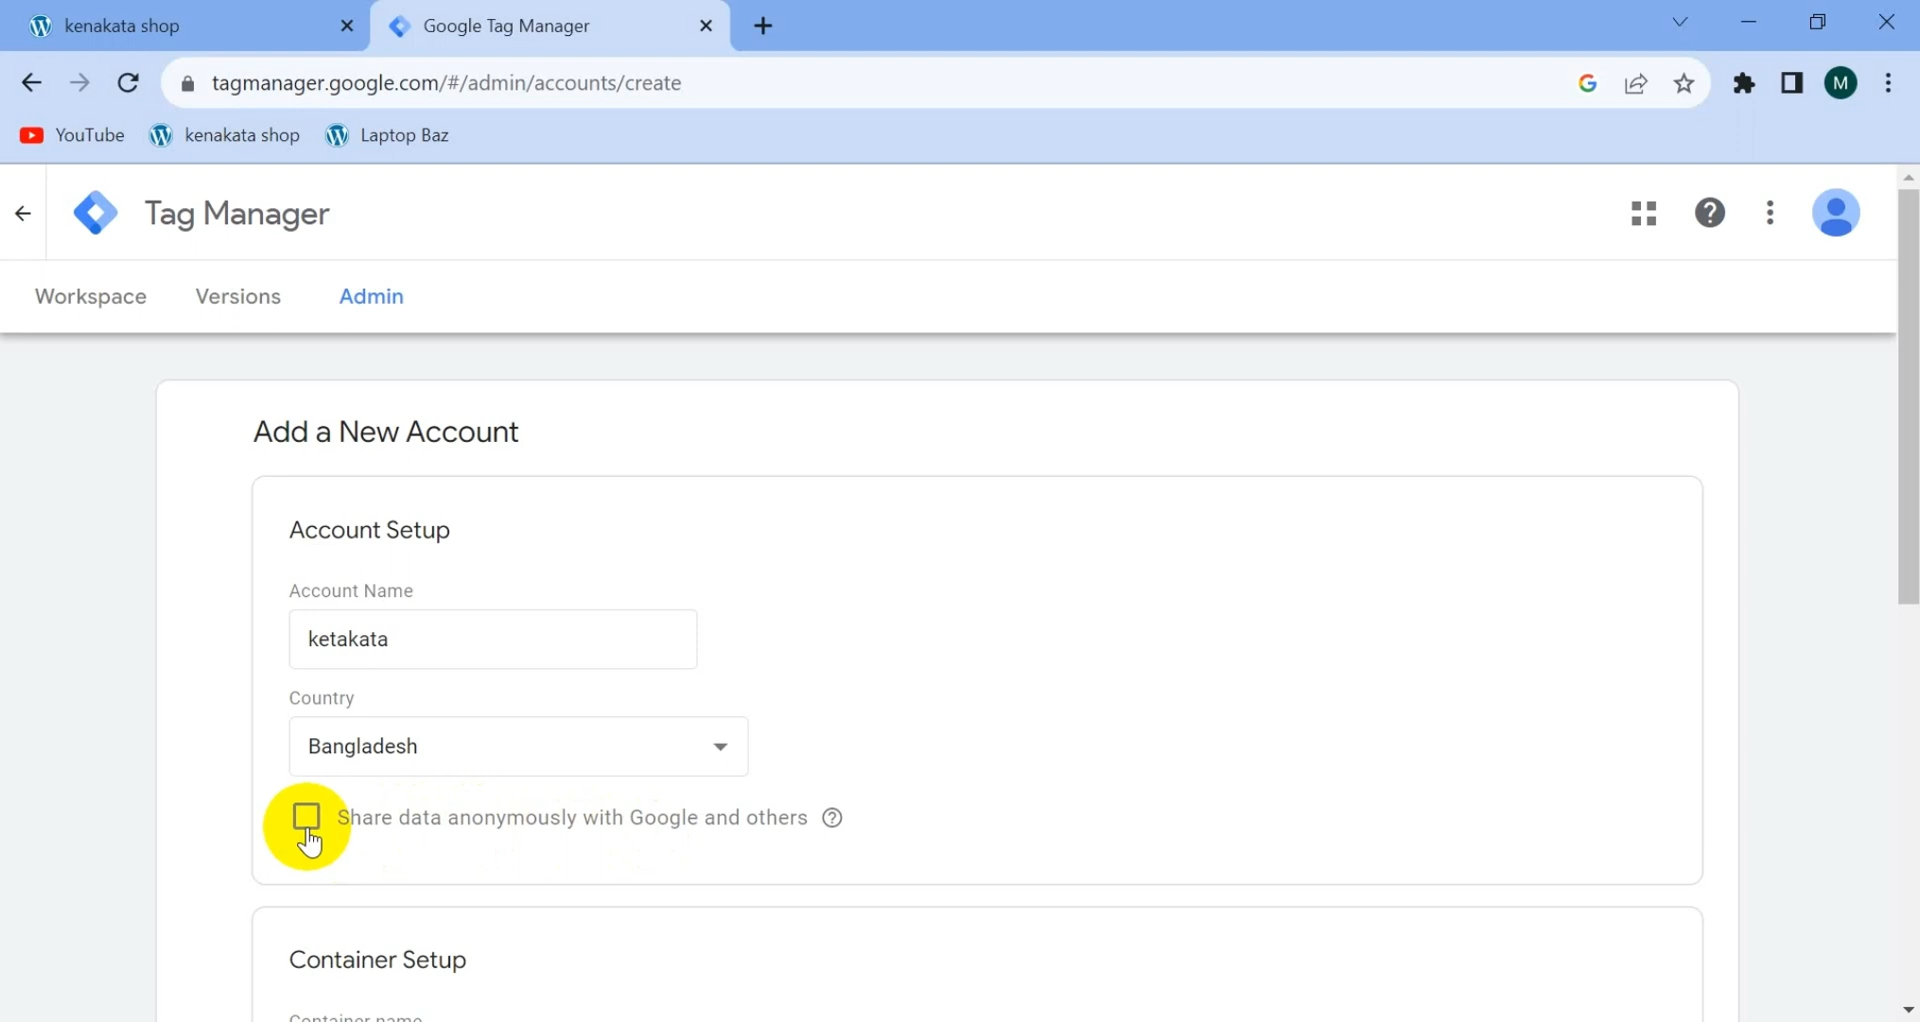 kenakata shop
Google Tag Manager
tagmanager.google.com/#/admin/accounts/create
M
YouTube
kenakata shop
Laptop Baz
Tag Manager
Workspace
Versions
Admin
Add a New Account
Account Setup
Account Name
ketakata
Country
Bangladesh
Share data anonymously with Google and others
Container Setup
Container name